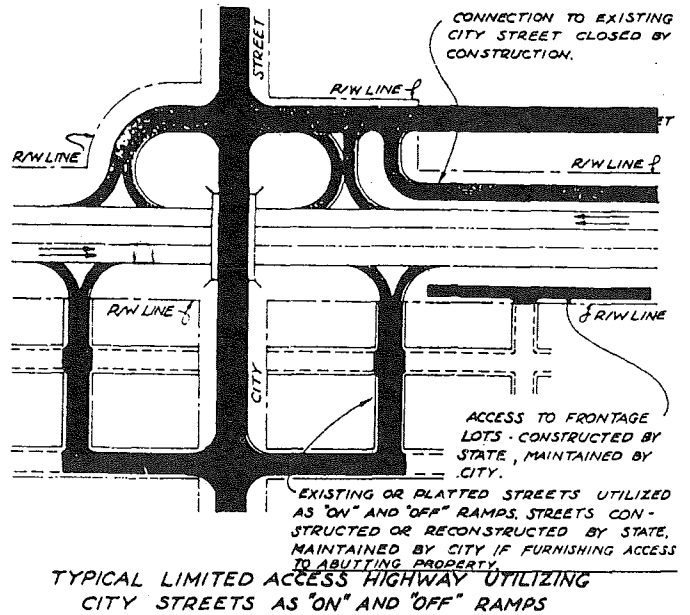 CONNECTION TO EXISTING
CITY STREET CLOSED BY
CONSTRUCTION.
STREET
R/W LINE
R/W LINE
R/W LINE
R/W LINE
R/W LINE
CITY
ACCESS TO FRONTAGE
LOTS - CONSTRUCTED BY
STATE, MAINTAINED BY
CITY.
EXISTING OR PLATTED STREETS UTILIZED
AS "ON" AND "OFF" RAMPS. STREETS CON-
STRUCTED OR RECONSTRUCTED BY STATE,
MAINTAINED BY CITY IF FURNISHING ACCESS
TO ABUTTING PROPERTY.
TYPICAL LIMITED ACCESS HIGHWAY UTILIZING
CITY STREETS AS "ON" AND "OFF" RAMPS